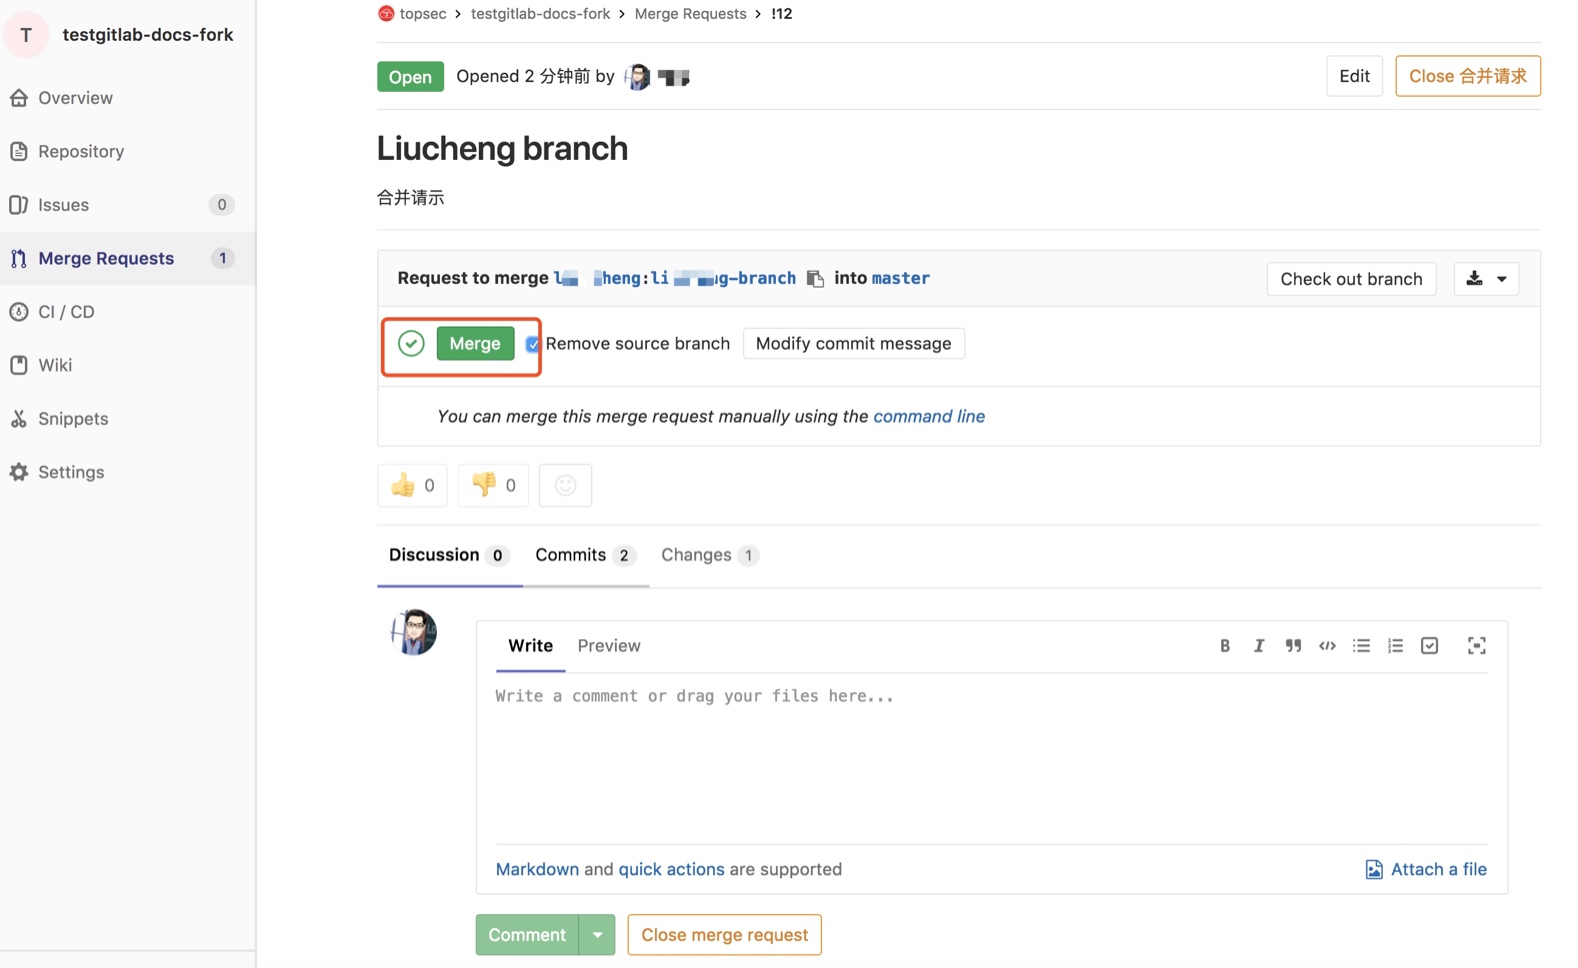 topsec › testgitlab-docs-fork › Merge Requests › !12
T testgitlab-docs-fork
Open Opened 2 分钟前 by
Edit Close 合并请求
Overview
Repository
Issues 0
Merge Requests 1
CI / CD
Wiki
Snippets
Settings
Liucheng branch
合并请示
Request to merge heng:li g-branch into master
Check out branch
Merge Remove source branch Modify commit message
You can merge this merge request manually using the command line
0 0
Discussion 0 Commits 2 Changes 1
Write Preview
Write a comment or drag your files here...
Markdown and quick actions are supported
Attach a file
Comment Close merge request